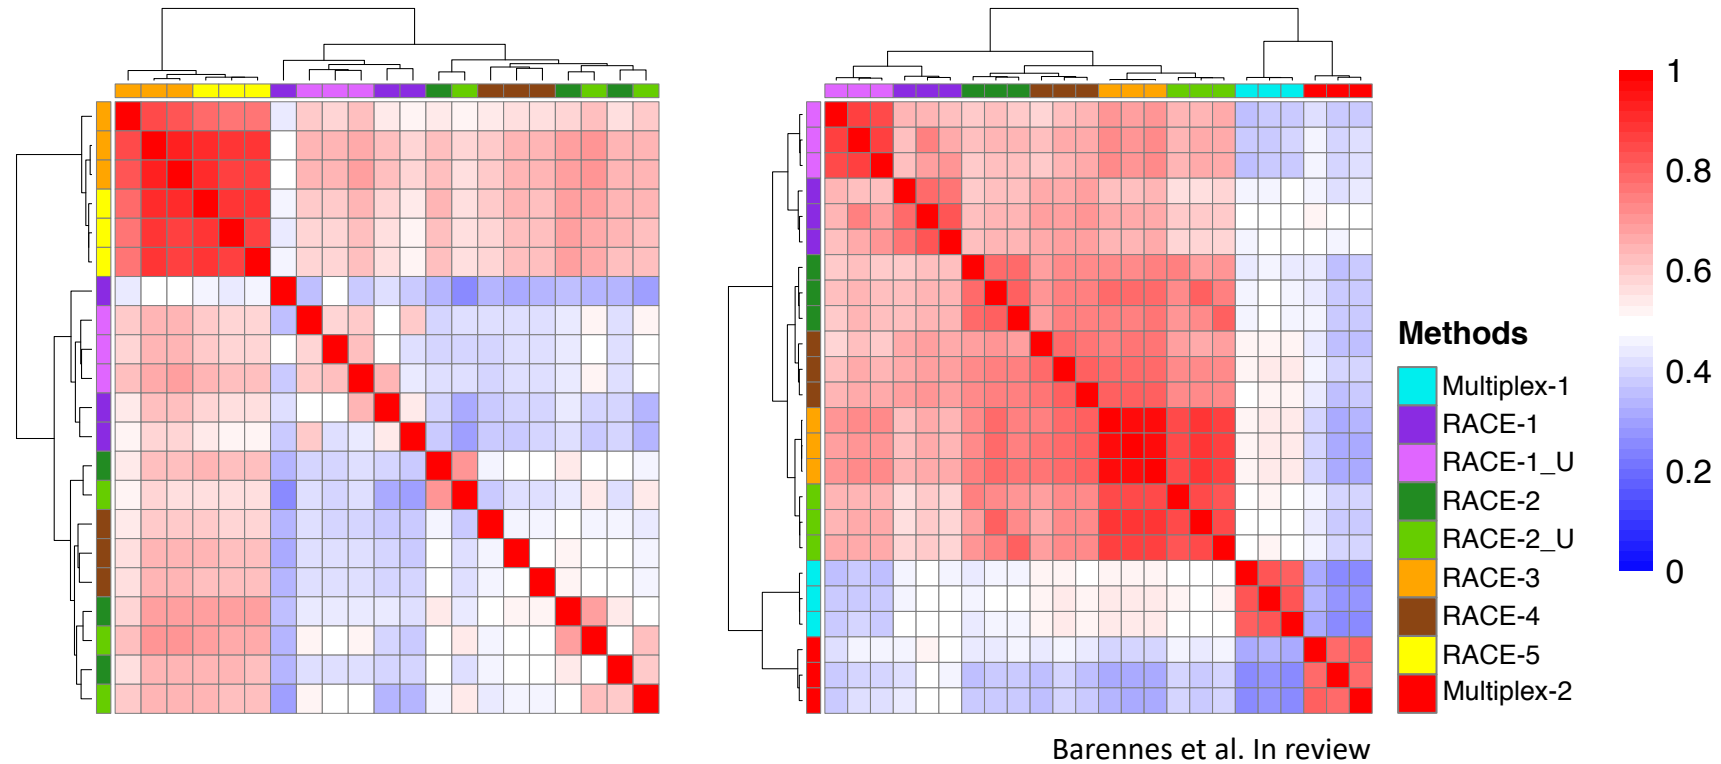 1
0.8
0.6
0.4
0.2
0
Methods
Multiplex-1
RACE-1
RACE-1_U
RACE-2
RACE-2_U
RACE-3
RACE-4
RACE-5
Multiplex-2
Barennes et al. In review